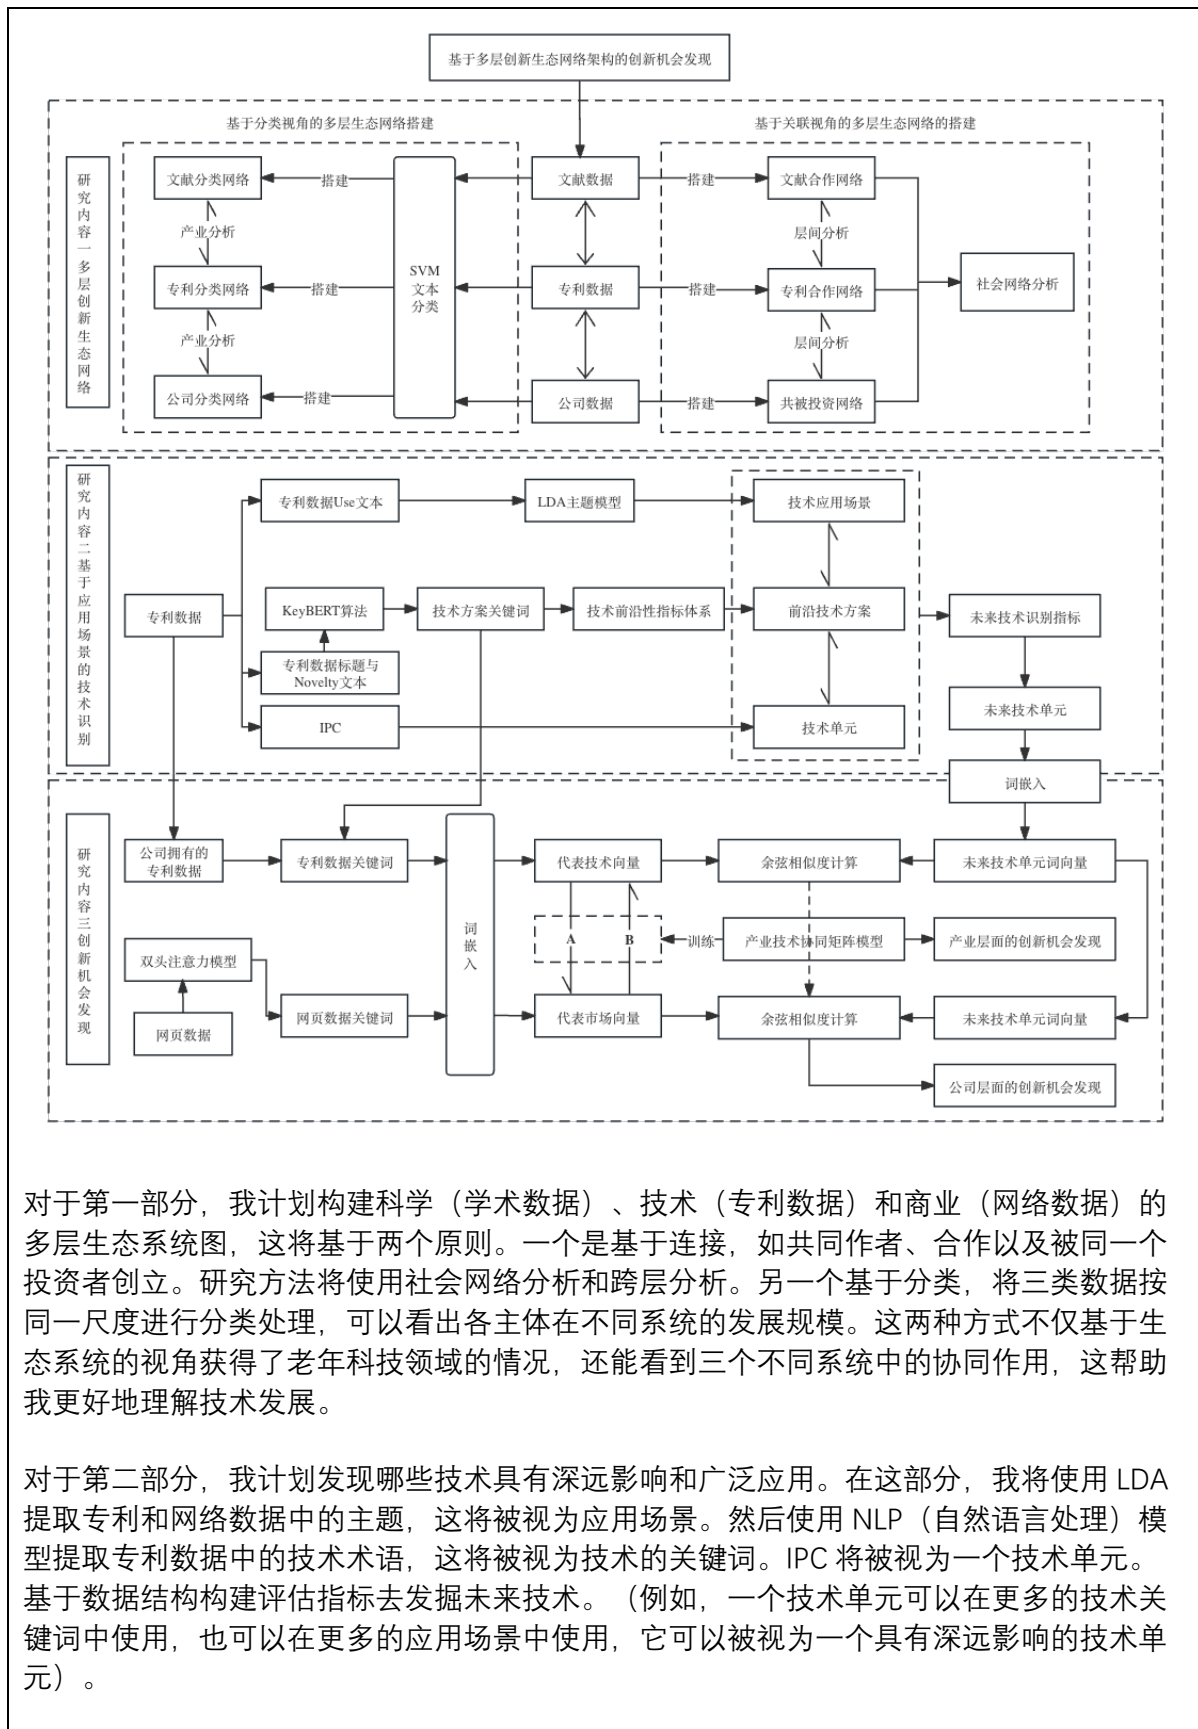 基于多层创新生态网络架构的创新机会发现
基于分类视角的多层生态网络搭建
基于关联视角的多层生态网络的搭建
研究内容一多层创新生态网络
文献分类网络
搭建
SVM
文本
分类
文献数据
搭建
文献合作网络
产业分析
层间分析
专利分类网络
搭建
专利数据
搭建
专利合作网络
社会网络分析
产业分析
层间分析
公司分类网络
搭建
公司数据
搭建
共被投资网络
研究内容二基于应用场景的技术识别
专利数据Use文本
LDA主题模型
技术应用场景
专利数据
KeyBERT算法
技术方案关键词
技术前沿性指标体系
前沿技术方案
未来技术识别指标
专利数据标题与
Novelty文本
未来技术单元
IPC
技术单元
词嵌入
研究内容三创新机会发现
公司拥有的
专利数据
专利数据关键词
词嵌入
代表技术向量
余弦相似度计算
未来技术单元词向量
A
B
训练
产业技术协同矩阵模型
产业层面的创新机会发现
双头注意力模型
网页数据
网页数据关键词
代表市场向量
余弦相似度计算
未来技术单元词向量
公司层面的创新机会发现
对于第一部分，我计划构建科学（学术数据）、技术（专利数据）和商业（网络数据）的
多层生态系统图，这将基于两个原则。一个是基于连接，如共同作者、合作以及被同一个
投资者创立。研究方法将使用社会网络分析和跨层分析。另一个基于分类，将三类数据按
同一尺度进行分类处理，可以看出各主体在不同系统的发展规模。这两种方式不仅基于生
态系统的视角获得了老年科技领域的情况，还能看到三个不同系统中的协同作用，这帮助
我更好地理解技术发展。
对于第二部分，我计划发现哪些技术具有深远影响和广泛应用。在这部分，我将使用 LDA
提取专利和网络数据中的主题，这将被视为应用场景。然后使用 NLP（自然语言处理）模
型提取专利数据中的技术术语，这将被视为技术的关键词。IPC 将被视为一个技术单元。
基于数据结构构建评估指标去发掘未来技术。（例如，一个技术单元可以在更多的技术关
键词中使用，也可以在更多的应用场景中使用，它可以被视为一个具有深远影响的技术单
元）。